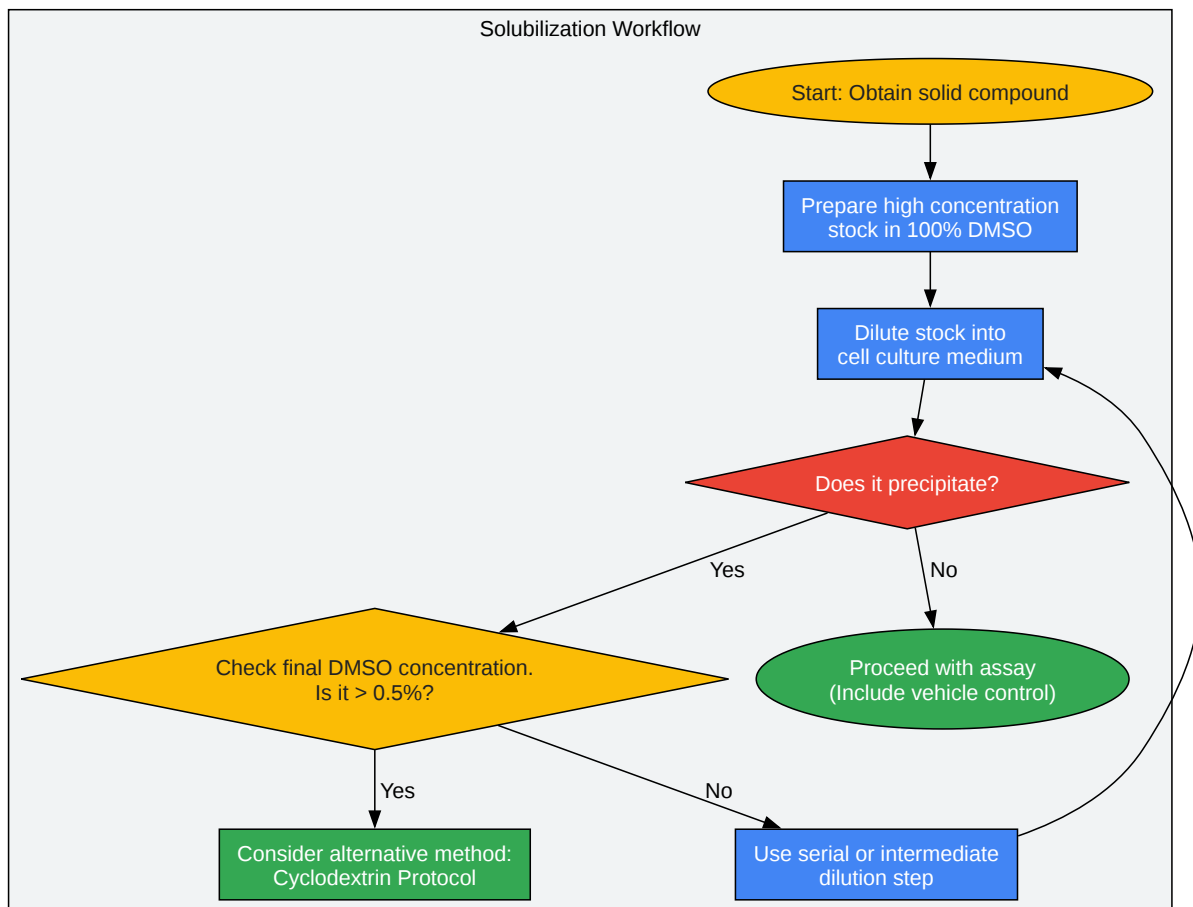 Solubilization Workflow
Start: Obtain solid compound
Prepare high concentration
stock in 100% DMSO
Dilute stock into
cell culture medium
Does it precipitate?
Yes
No
Check final DMSO concentration.
Is it > 0.5%?
Proceed with assay
(Include vehicle control)
Yes
No
Consider alternative method:
Cyclodextrin Protocol
Use serial or intermediate
dilution step